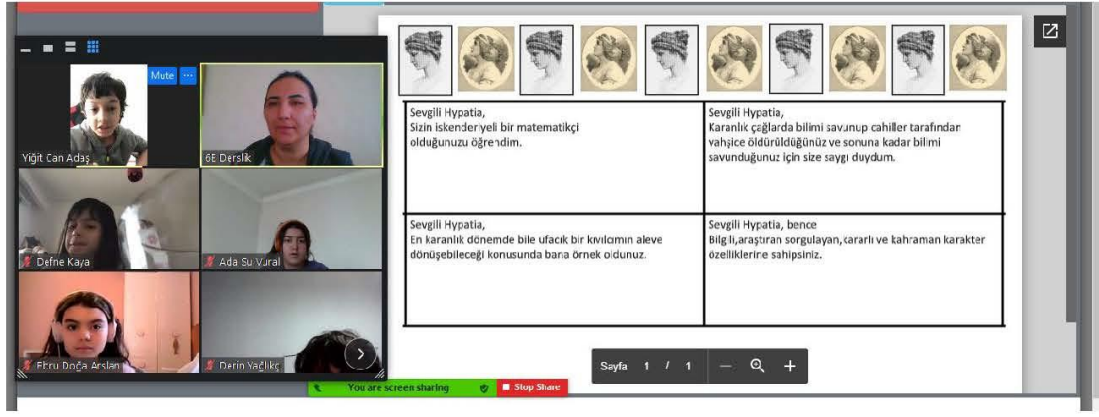 Mute
Yiğit Can Adaş
6E Derslik
Defne Kaya
Ada Su Vural
Ebru Doğa Arslan
Derin Yağlıkç
Sevgili Hypatia,
Sizin iskenderiyeli bir matematikçi
olduğunuzu öğrendim.
Sevgili Hypatia,
Karanlık çağlarda bilimi savunup cahiller tarafından
vahşice öldürüldüğünüz ve sonuna kadar bilimi
savunduğunuz için size saygı duydum.
Sevgili Hypatia,
En karanlık dönemde bile ufacık bir kıvılcımın aleve
dönüşebileceği konusunda bana örnek oldunuz.
Sevgili Hypatia, bence
Bilgili,araştıran sorgulayan,kararlı ve kahraman karakter
özelliklerine sahipsiniz.
Sayfa 1 / 1
You are screen sharing
Stop Share